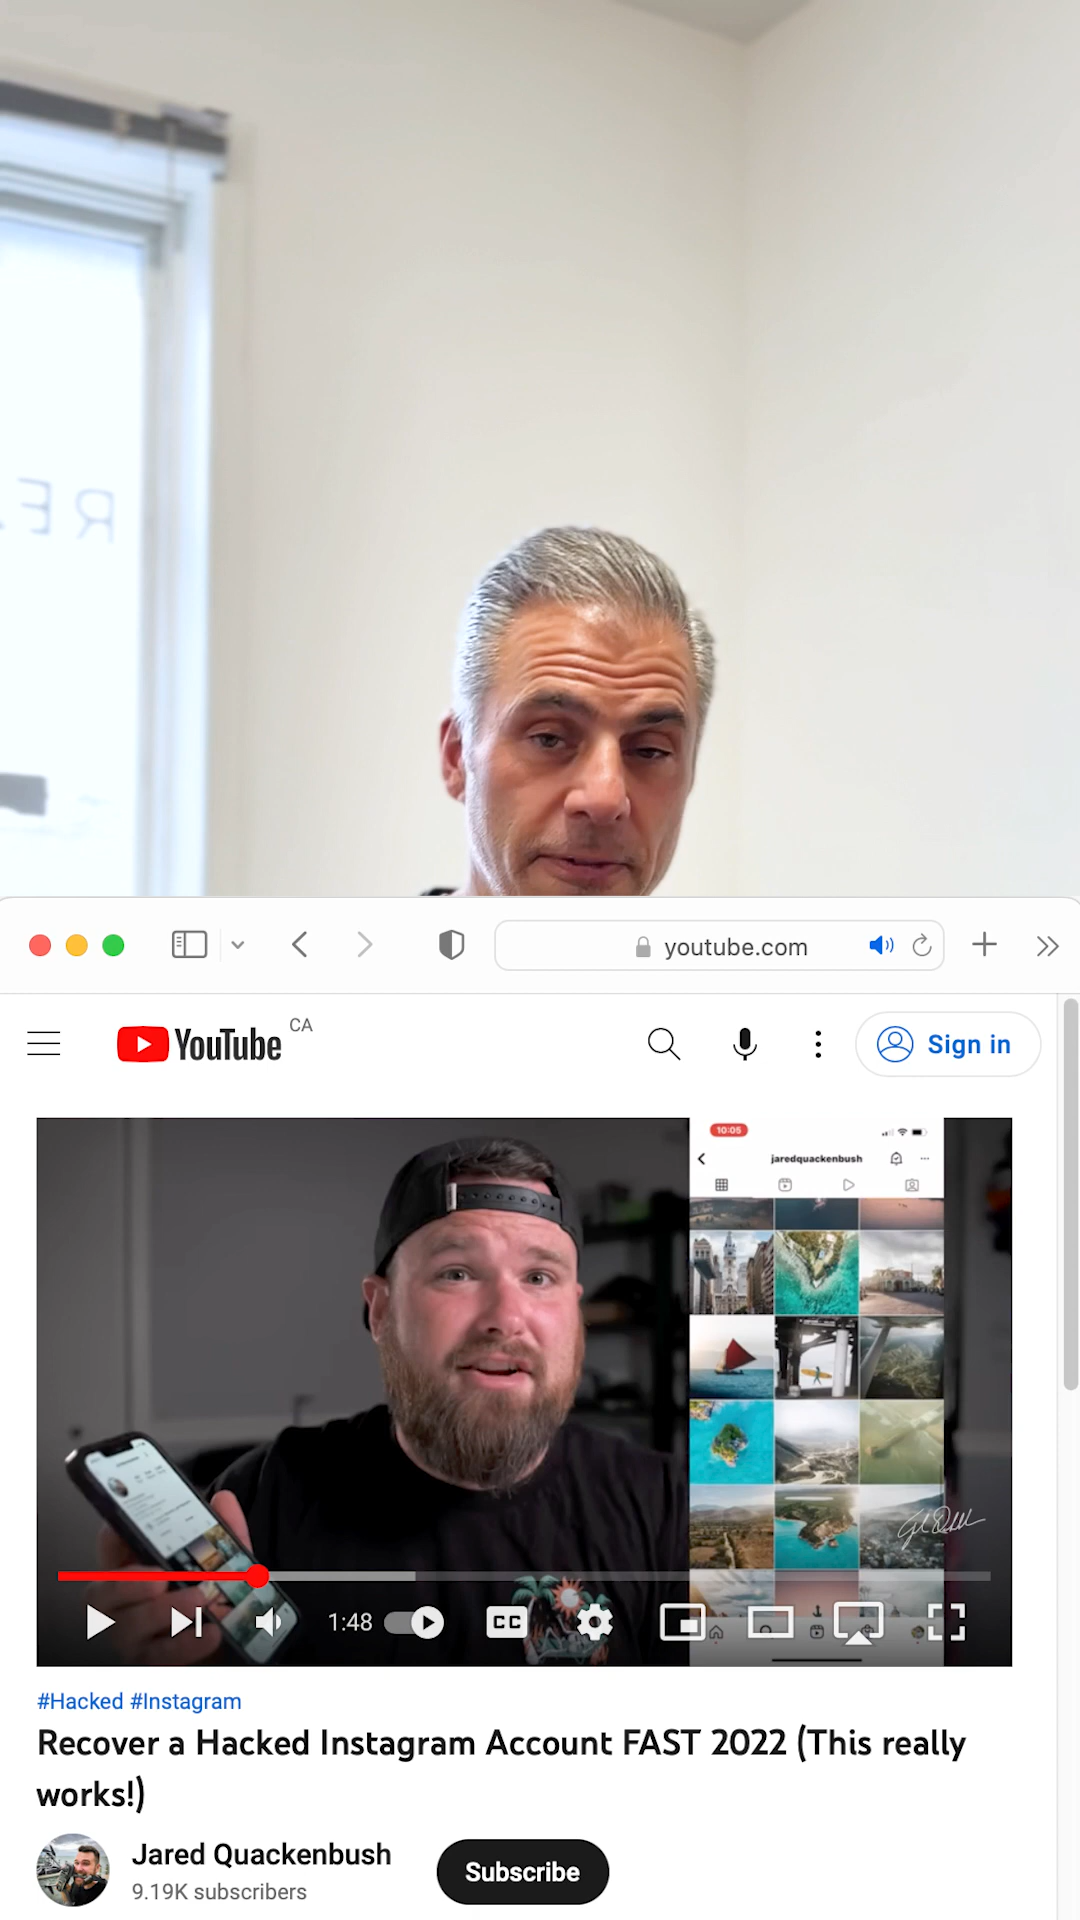 RE
youtube.com
YouTube CA
Sign in
10:05
jaredquackenbush
1:48
CC
#Hacked #Instagram
Recover a Hacked Instagram Account FAST 2022 (This really
works!)
Jared Quackenbush
9.19K subscribers
Subscribe